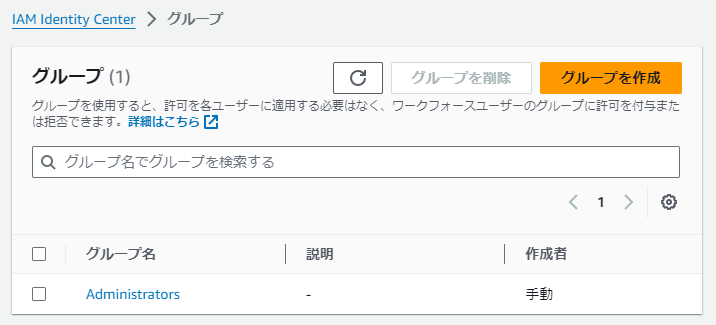 IAM Identity Center > グループ
グループ (1)
グループを削除
グループを作成
グループを使用すると、許可を各ユーザーに適用する必要はなく、ワークフォースユーザーのグループに許可を付与また
は拒否できます。詳細はこちら
グループ名でグループを検索する
< 1 >
グループ名 説明 作成者
Administrators - 手動